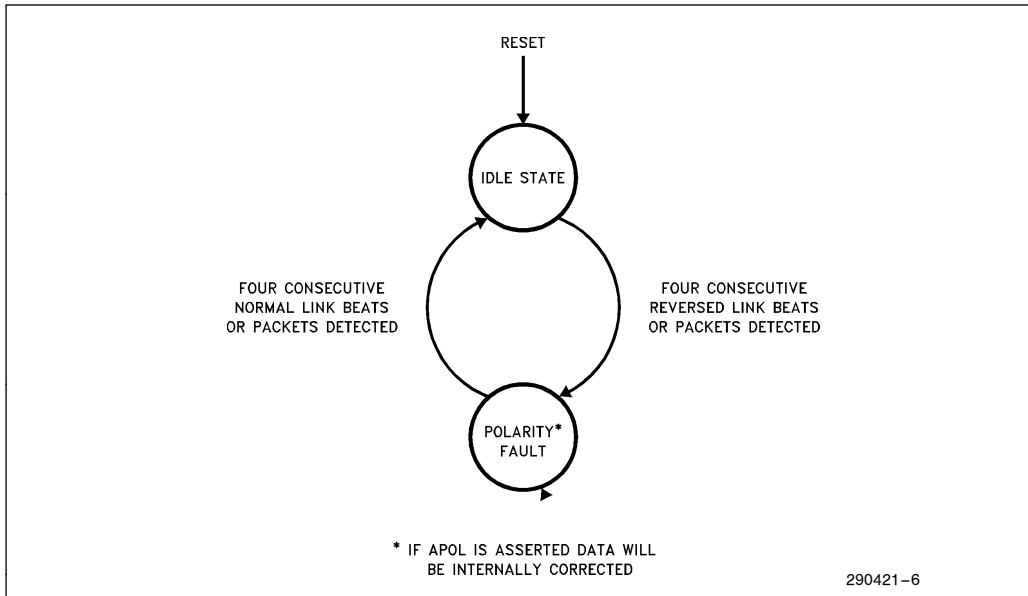 RESET
IDLE STATE
FOUR CONSECUTIVE
NORMAL LINK BEATS
OR PACKETS DETECTED
FOUR CONSECUTIVE
REVERSED LINK BEATS
OR PACKETS DETECTED
POLARITY*
FAULT
* IF APOL IS ASSERTED DATA WILL
BE INTERNALLY CORRECTED
290421–6